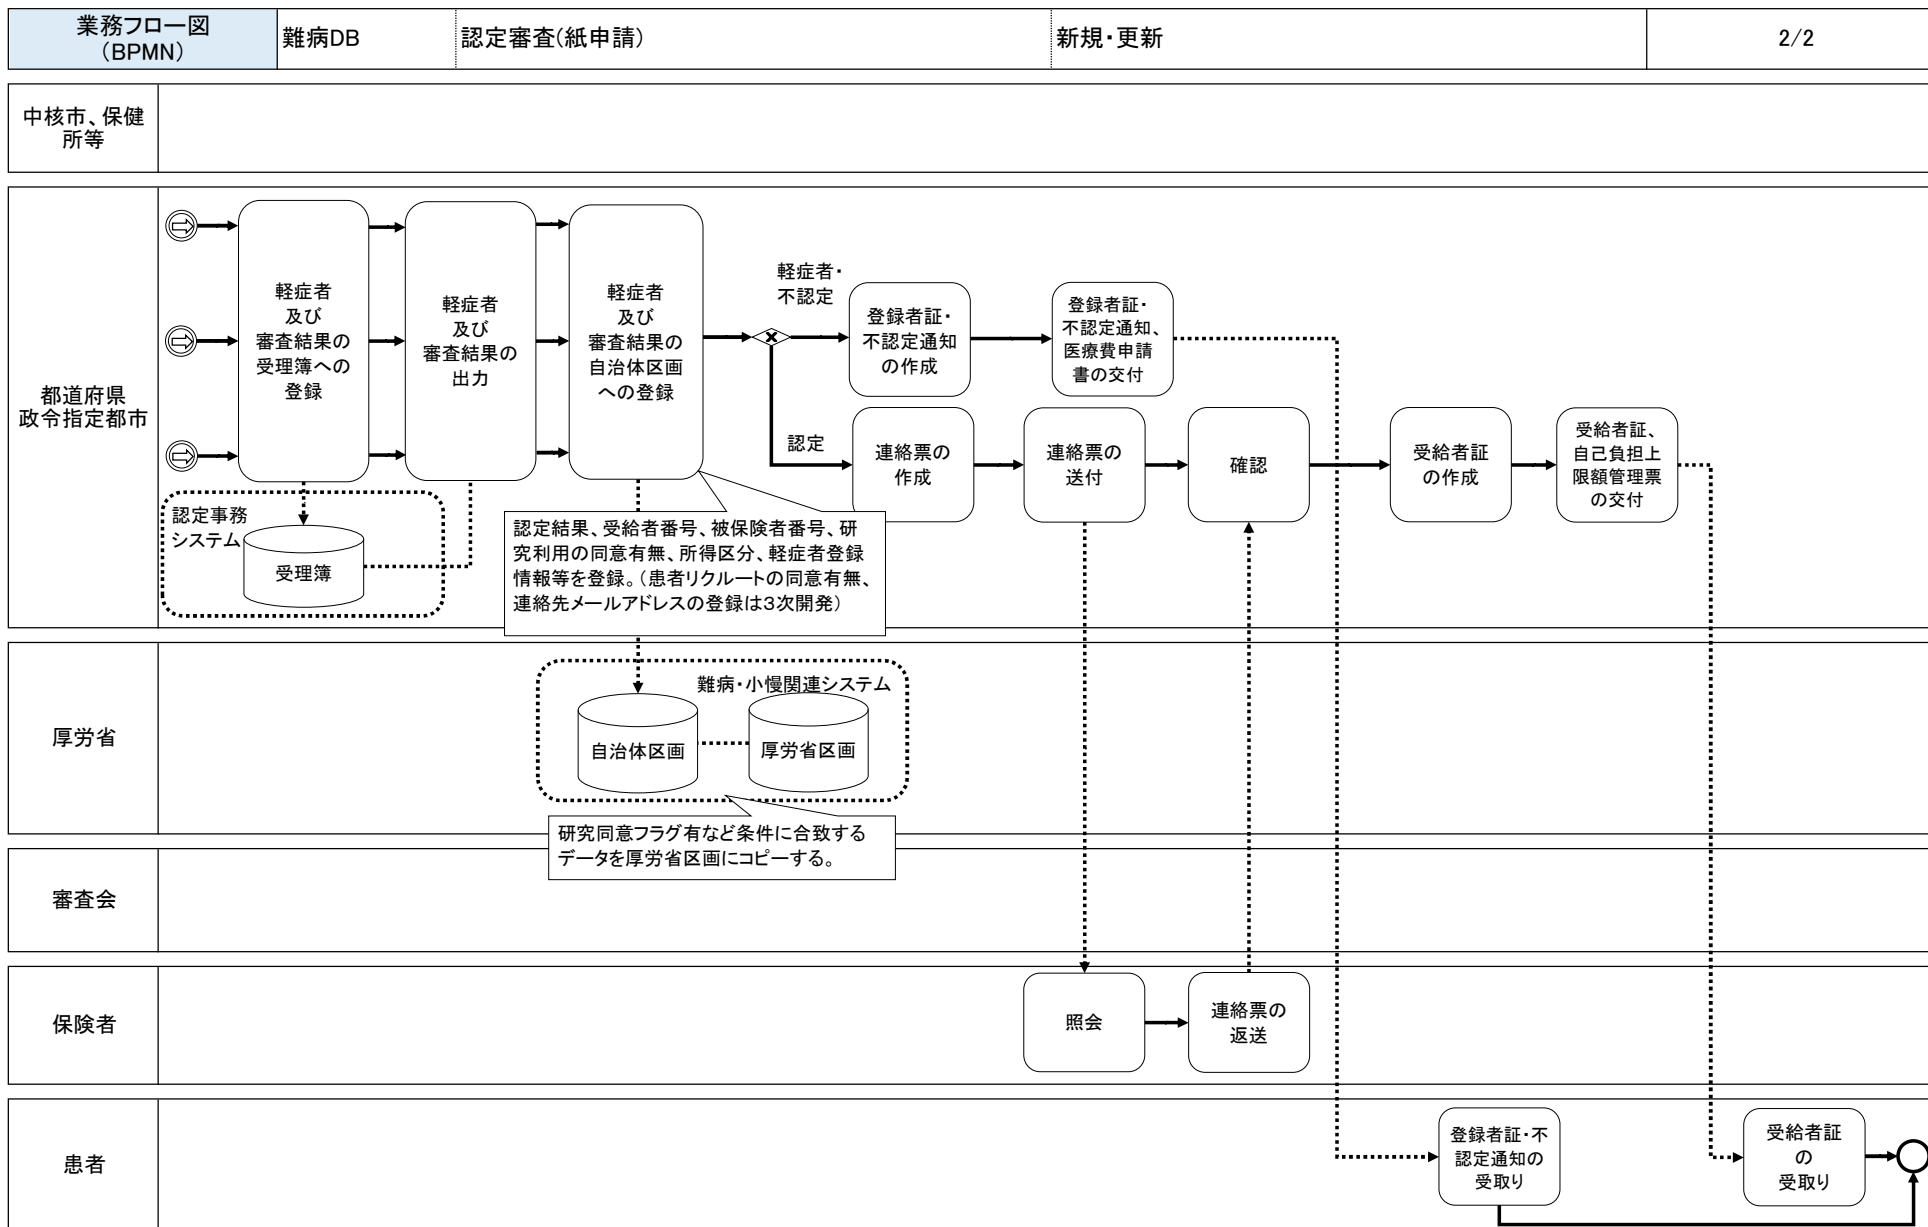 業務フロー図
（BPMN）
難病DB
認定審査(紙申請)
新規・更新
2/2
中核市、保健
所等
都道府県
政令指定都市
軽症者
及び
審査結果の
受理簿への
登録
軽症者
及び
審査結果の
出力
軽症者
及び
審査結果の
自治体区画
への登録
軽症者・
不認定
登録者証・
不認定通知
の作成
登録者証・
不認定通知、
医療費申請
書の交付
認定
連絡票の
作成
連絡票の
送付
確認
受給者証
の作成
受給者証、
自己負担上
限額管理票
の交付
認定事務
システム
受理簿
認定結果、受給者番号、被保険者番号、研
究利用の同意有無、所得区分、軽症者登録
情報等を登録。（患者リクルートの同意有無、
連絡先メールアドレスの登録は3次開発）
厚労省
難病・小慢関連システム
自治体区画
厚労省区画
研究同意フラグ有など条件に合致する
データを厚労省区画にコピーする。
審査会
保険者
照会
連絡票の
返送
患者
登録者証・不
認定通知の
受取り
受給者証
の
受取り